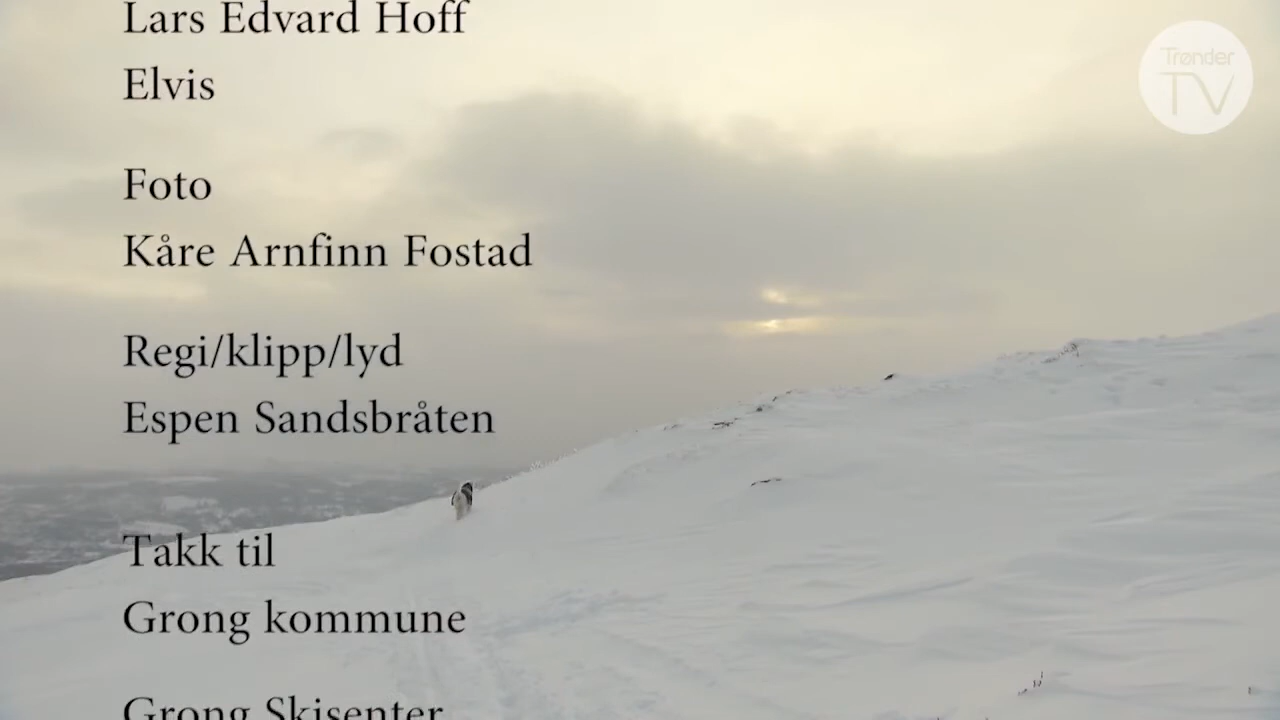 Lars Edvard Hoff
Elvis
Foto
Kåre Arnfinn Fostad
Regi/klipp/lyd
Espen Sandsbråten
Takk til
Grong kommune
Grong Skisenter
Trønder
TV